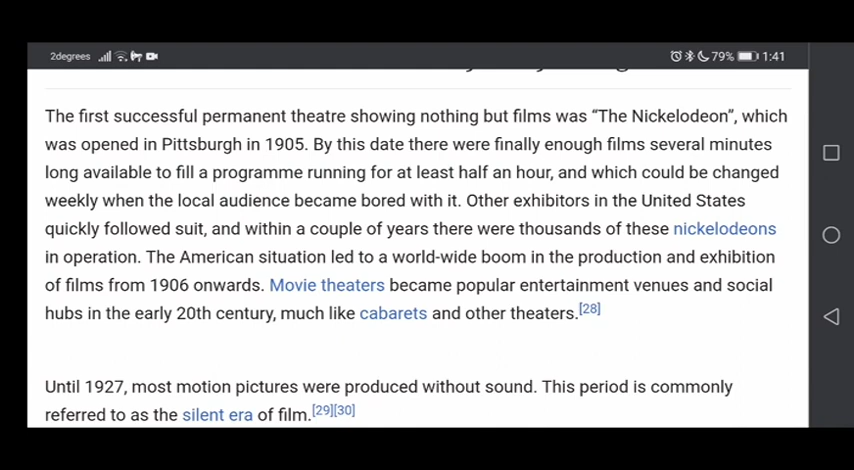 2degrees 79% 1:41
The first successful permanent theatre showing nothing but films was “The Nickelodeon”, which
was opened in Pittsburgh in 1905. By this date there were finally enough films several minutes
long available to fill a programme running for at least half an hour, and which could be changed
weekly when the local audience became bored with it. Other exhibitors in the United States
quickly followed suit, and within a couple of years there were thousands of these nickelodeons
in operation. The American situation led to a world-wide boom in the production and exhibition
of films from 1906 onwards. Movie theaters became popular entertainment venues and social
hubs in the early 20th century, much like cabarets and other theaters.[28]
Until 1927, most motion pictures were produced without sound. This period is commonly
referred to as the silent era of film.[29][30]